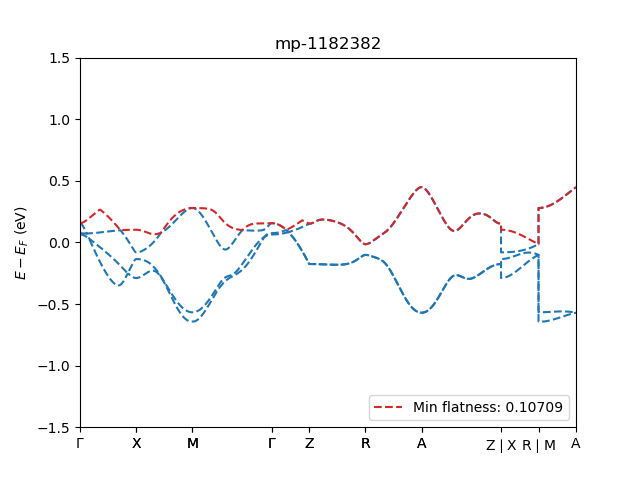 mp-1182382
E − E_F (eV)
1.5
1.0
0.5
0.0
−0.5
−1.0
−1.5
Min flatness: 0.10709
Γ X M Γ Z R A Z | X R | M A